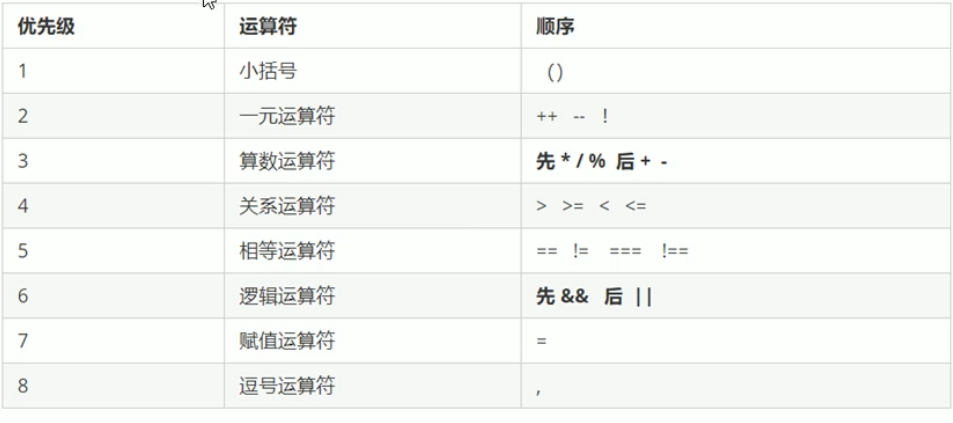 优先级 运算符 顺序
1 小括号 ()
2 一元运算符 ++ -- !
3 算数运算符 先 * / % 后 + -
4 关系运算符 > >= < <=
5 相等运算符 == != === !==
6 逻辑运算符 先 && 后 ||
7 赋值运算符 =
8 逗号运算符 ,